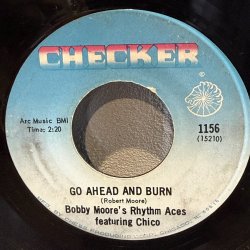 CHECKER
Arc Music BMI
Time: 2:20
1156
(15210)
GO AHEAD AND BURN
(Robert Moore)
Bobby Moore's Rhythm Aces
featuring Chico